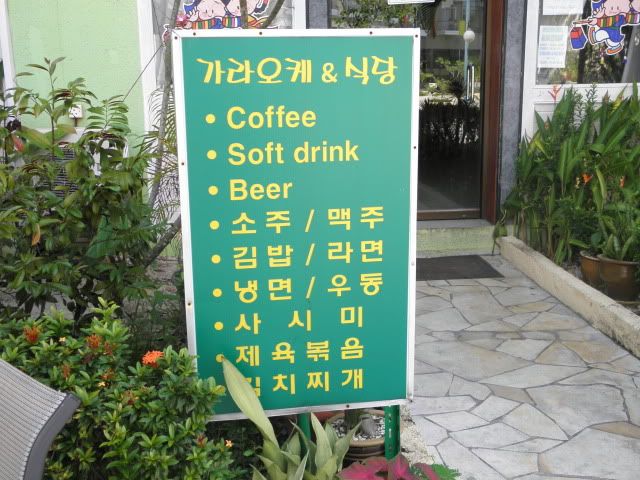 가라오케 & 식당
• Coffee
• Soft drink
• Beer
• 소주 / 맥주
• 김밥 / 라면
• 냉면 / 우동
• 사시미
• 제육볶음
김치찌개